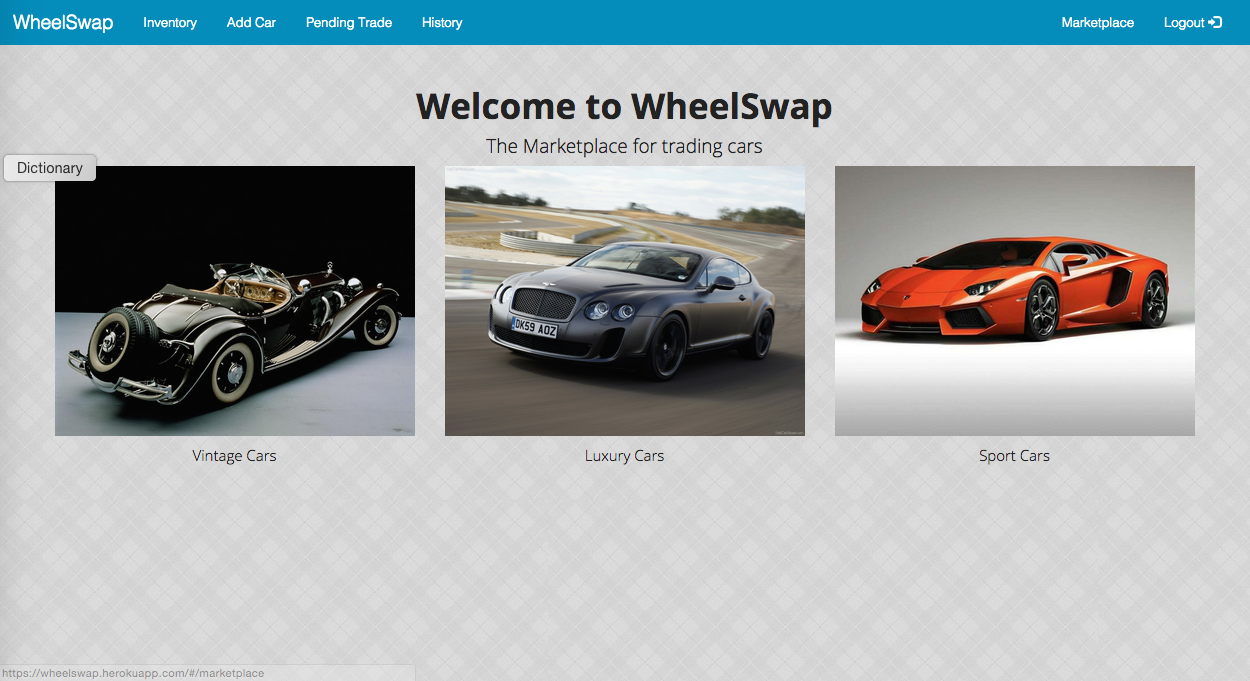 WheelSwap Inventory Add Car Pending Trade History Marketplace Logout
Welcome to WheelSwap
The Marketplace for trading cars
Dictionary
DK59 AOZ
Vintage Cars Luxury Cars Sport Cars
https://wheelswap.herokuapp.com/#/marketplace